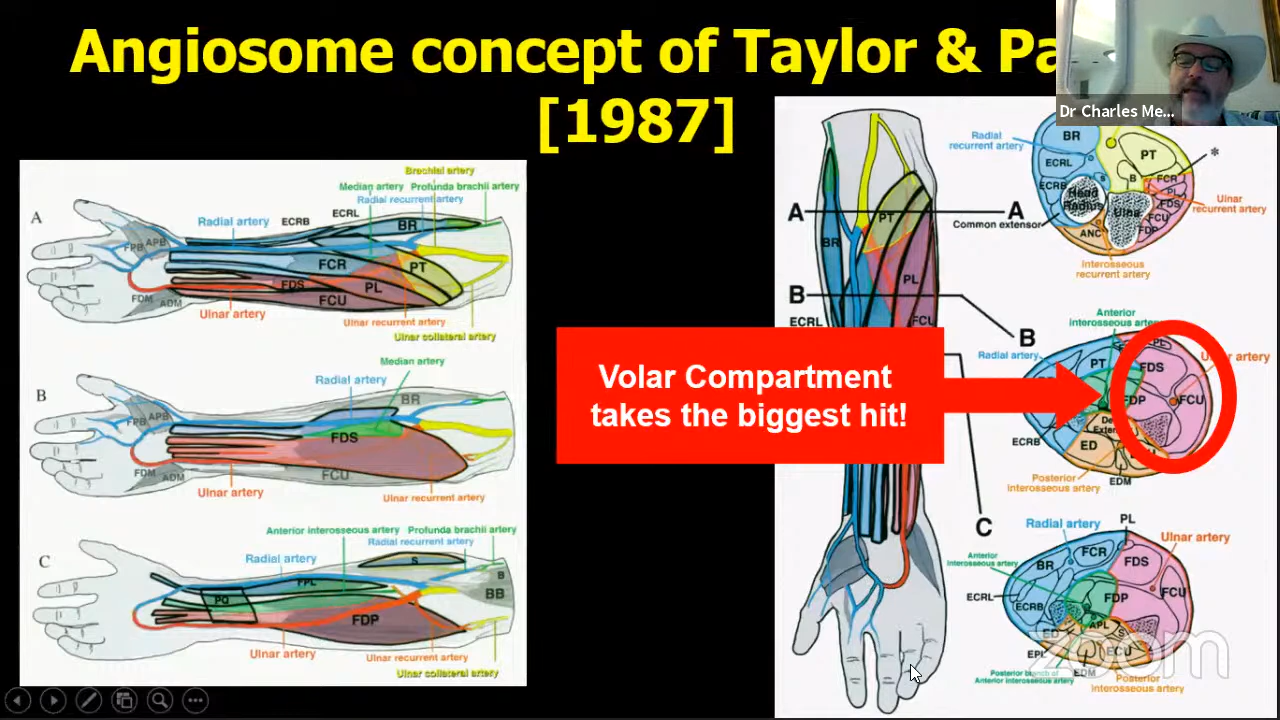 Angiosome concept of Taylor & Pa
[1987]
Dr Charles Me...
A
Brachial artery
Median artery
Profunda brachii artery
Radial recurrent artery
Radial artery
ECRB
ECRL
BR
FPB
APB
FCR
PT
FDS
PL
FDM
ADM
FCU
Ulnar artery
Ulnar recurrent artery
Ulnar collateral artery
B
Median artery
Radial artery
BR
FPB
APB
FDS
FDM
ADM
FCU
Ulnar artery
Ulnar recurrent artery
C
Anterior interosseous artery
Profunda brachii artery
Radial recurrent artery
Radial artery
S
B
FPL
PQ
BB
FDP
Ulnar artery
Ulnar recurrent artery
Ulnar collateral artery
A
PT
A
BR
PL
B
ECRL
FCU
B
C
Radial
recurrent artery
BR
PT
*
ECRL
S
B
FCR
ECRB
PL
Head
Radius
FDS
Ulnar
recurrent artery
Ulna
FCU
Common extensor
ANC
FDP
Interosseous
recurrent artery
Volar Compartment
takes the biggest hit!
Anterior
interosseous artery
Radial artery
PL
Ulnar artery
PT
FDS
FDP
FCU
ECRB
ED
EDM
Posterior
interosseous artery
Radial artery
PL
Ulnar artery
Anterior
interosseous artery
FCR
BR
FDS
ECRL
FDP
FCU
ECRB
APL
ED
S
EPL
ECU
EDM
Posterior branch of
Anterior interosseous artery
Posterior
interosseous artery
zoom